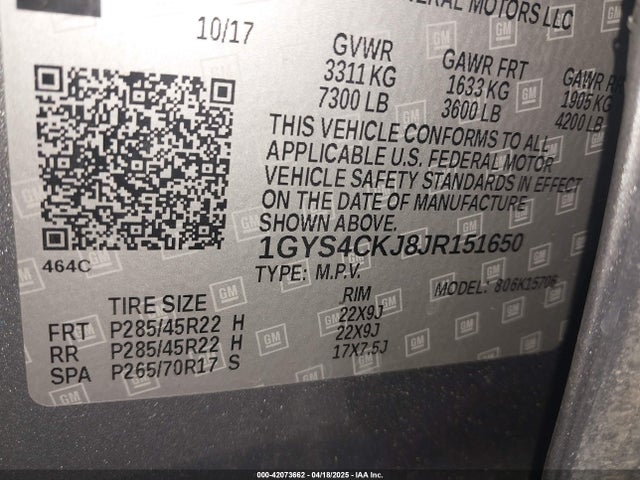 GENERAL MOTORS LLC
10/17
GVWR GAWR FRT GAWR RR
3311 KG 1633 KG 1905 KG
7300 LB 3600 LB 4200 LB
THIS VEHICLE CONFORMS TO ALL
APPLICABLE U.S. FEDERAL MOTOR
VEHICLE SAFETY STANDARDS IN EFFECT
ON THE DATE OF MANUFACTURE
SHOWN ABOVE.
464C
1GYS4CKJ8JR151650
TYPE: M.P.V. MODEL: 806K15706
TIRE SIZE RIM
FRT P285/45R22 H 22X9J
RR P285/45R22 H 22X9J
SPA P265/70R17 S 17X7.5J
000-42073662 - 04/18/2025 - IAA Inc.